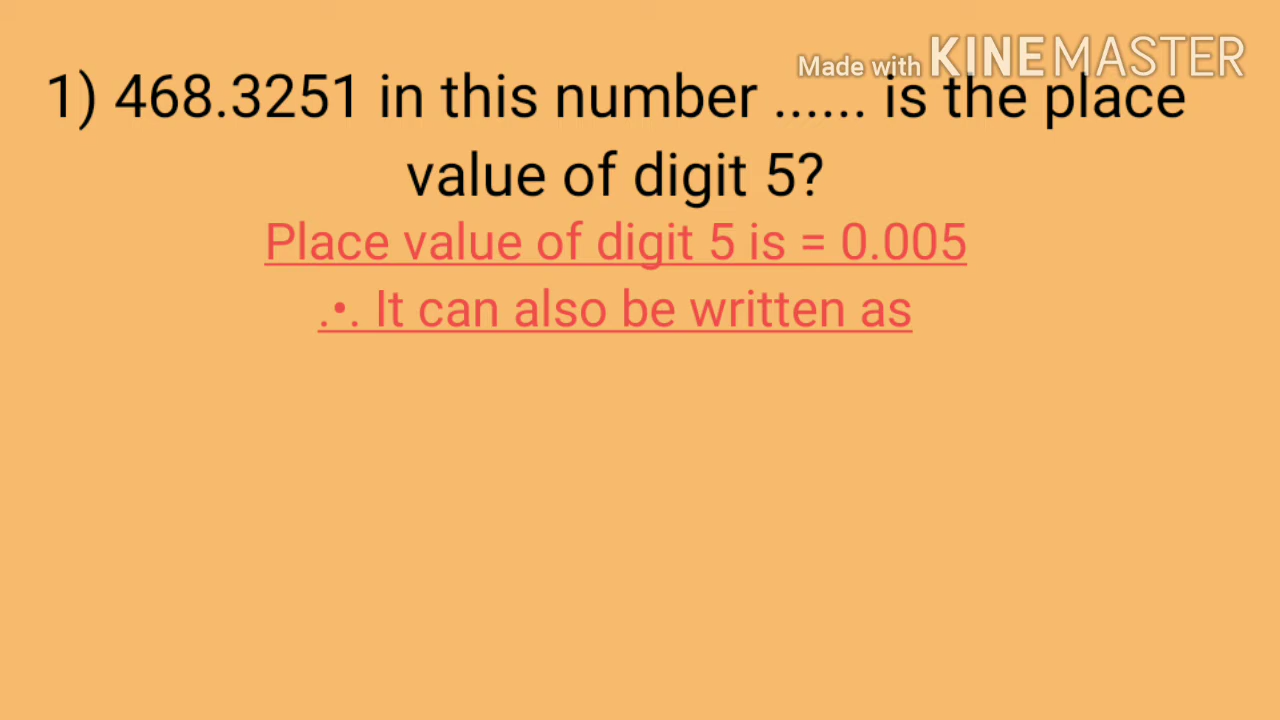 Made with KINEMASTER
1) 468.3251 in this number ...... is the place
value of digit 5?
Place value of digit 5 is = 0.005
.•. It can also be written as